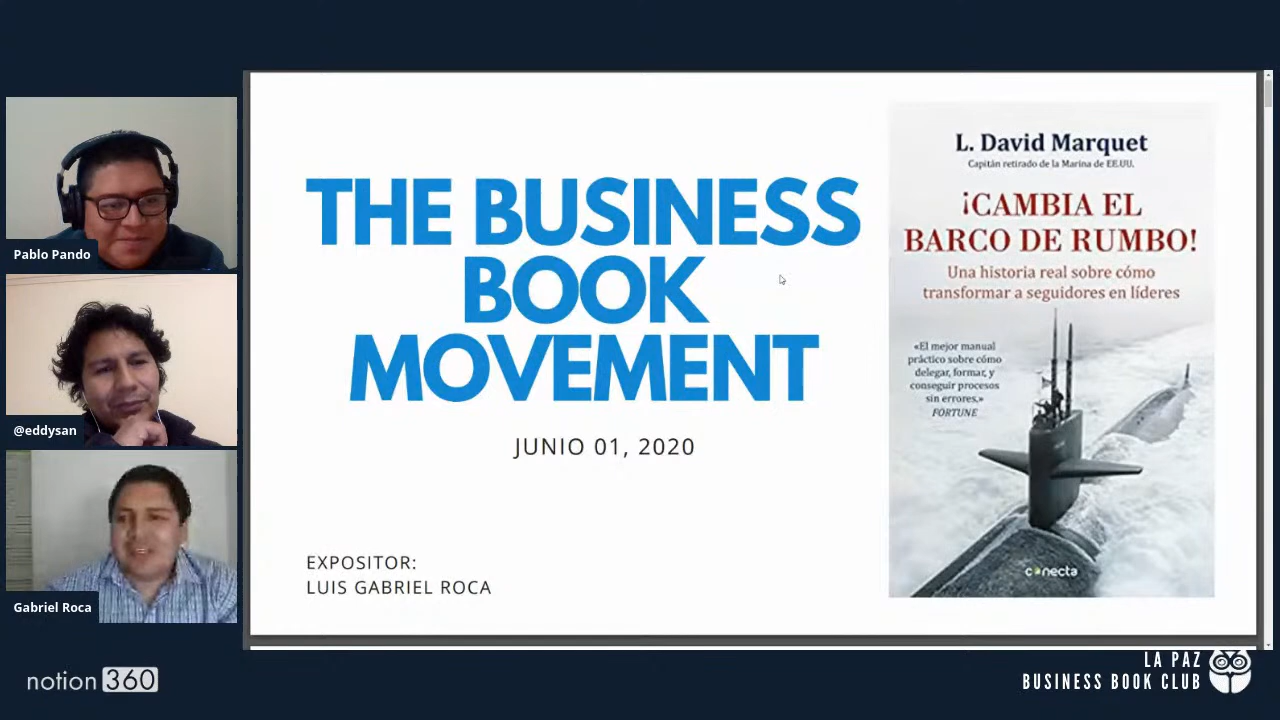 Pablo Pando
@eddysan
Gabriel Roca
THE BUSINESS
BOOK
MOVEMENT
JUNIO 01, 2020
EXPOSITOR:
LUIS GABRIEL ROCA
L. David Marquet
Capitán retirado de la Marina de EE.UU.
¡CAMBIA EL
BARCO DE RUMBO!
Una historia real sobre cómo
transformar a seguidores en líderes
«El mejor manual
práctico sobre cómo
delegar, formar, y
conseguir procesos
sin errores.»
FORTUNE
conecta
notion 360
LA PAZ
BUSINESS BOOK CLUB